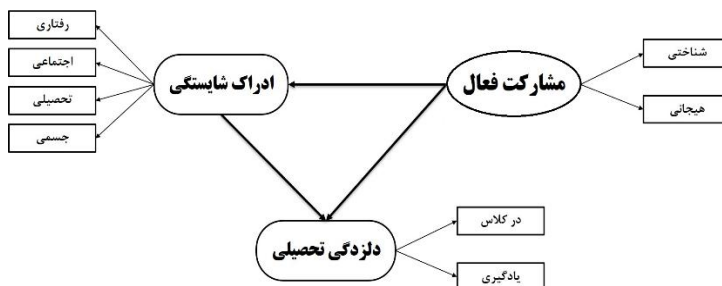 شناختی
هیجانی
مشارکت فعال
ادراک شایستگی
رفتاری
اجتماعی
تحصیلی
جسمی
دلزدگی تحصیلی
در کلاس
یادگیری